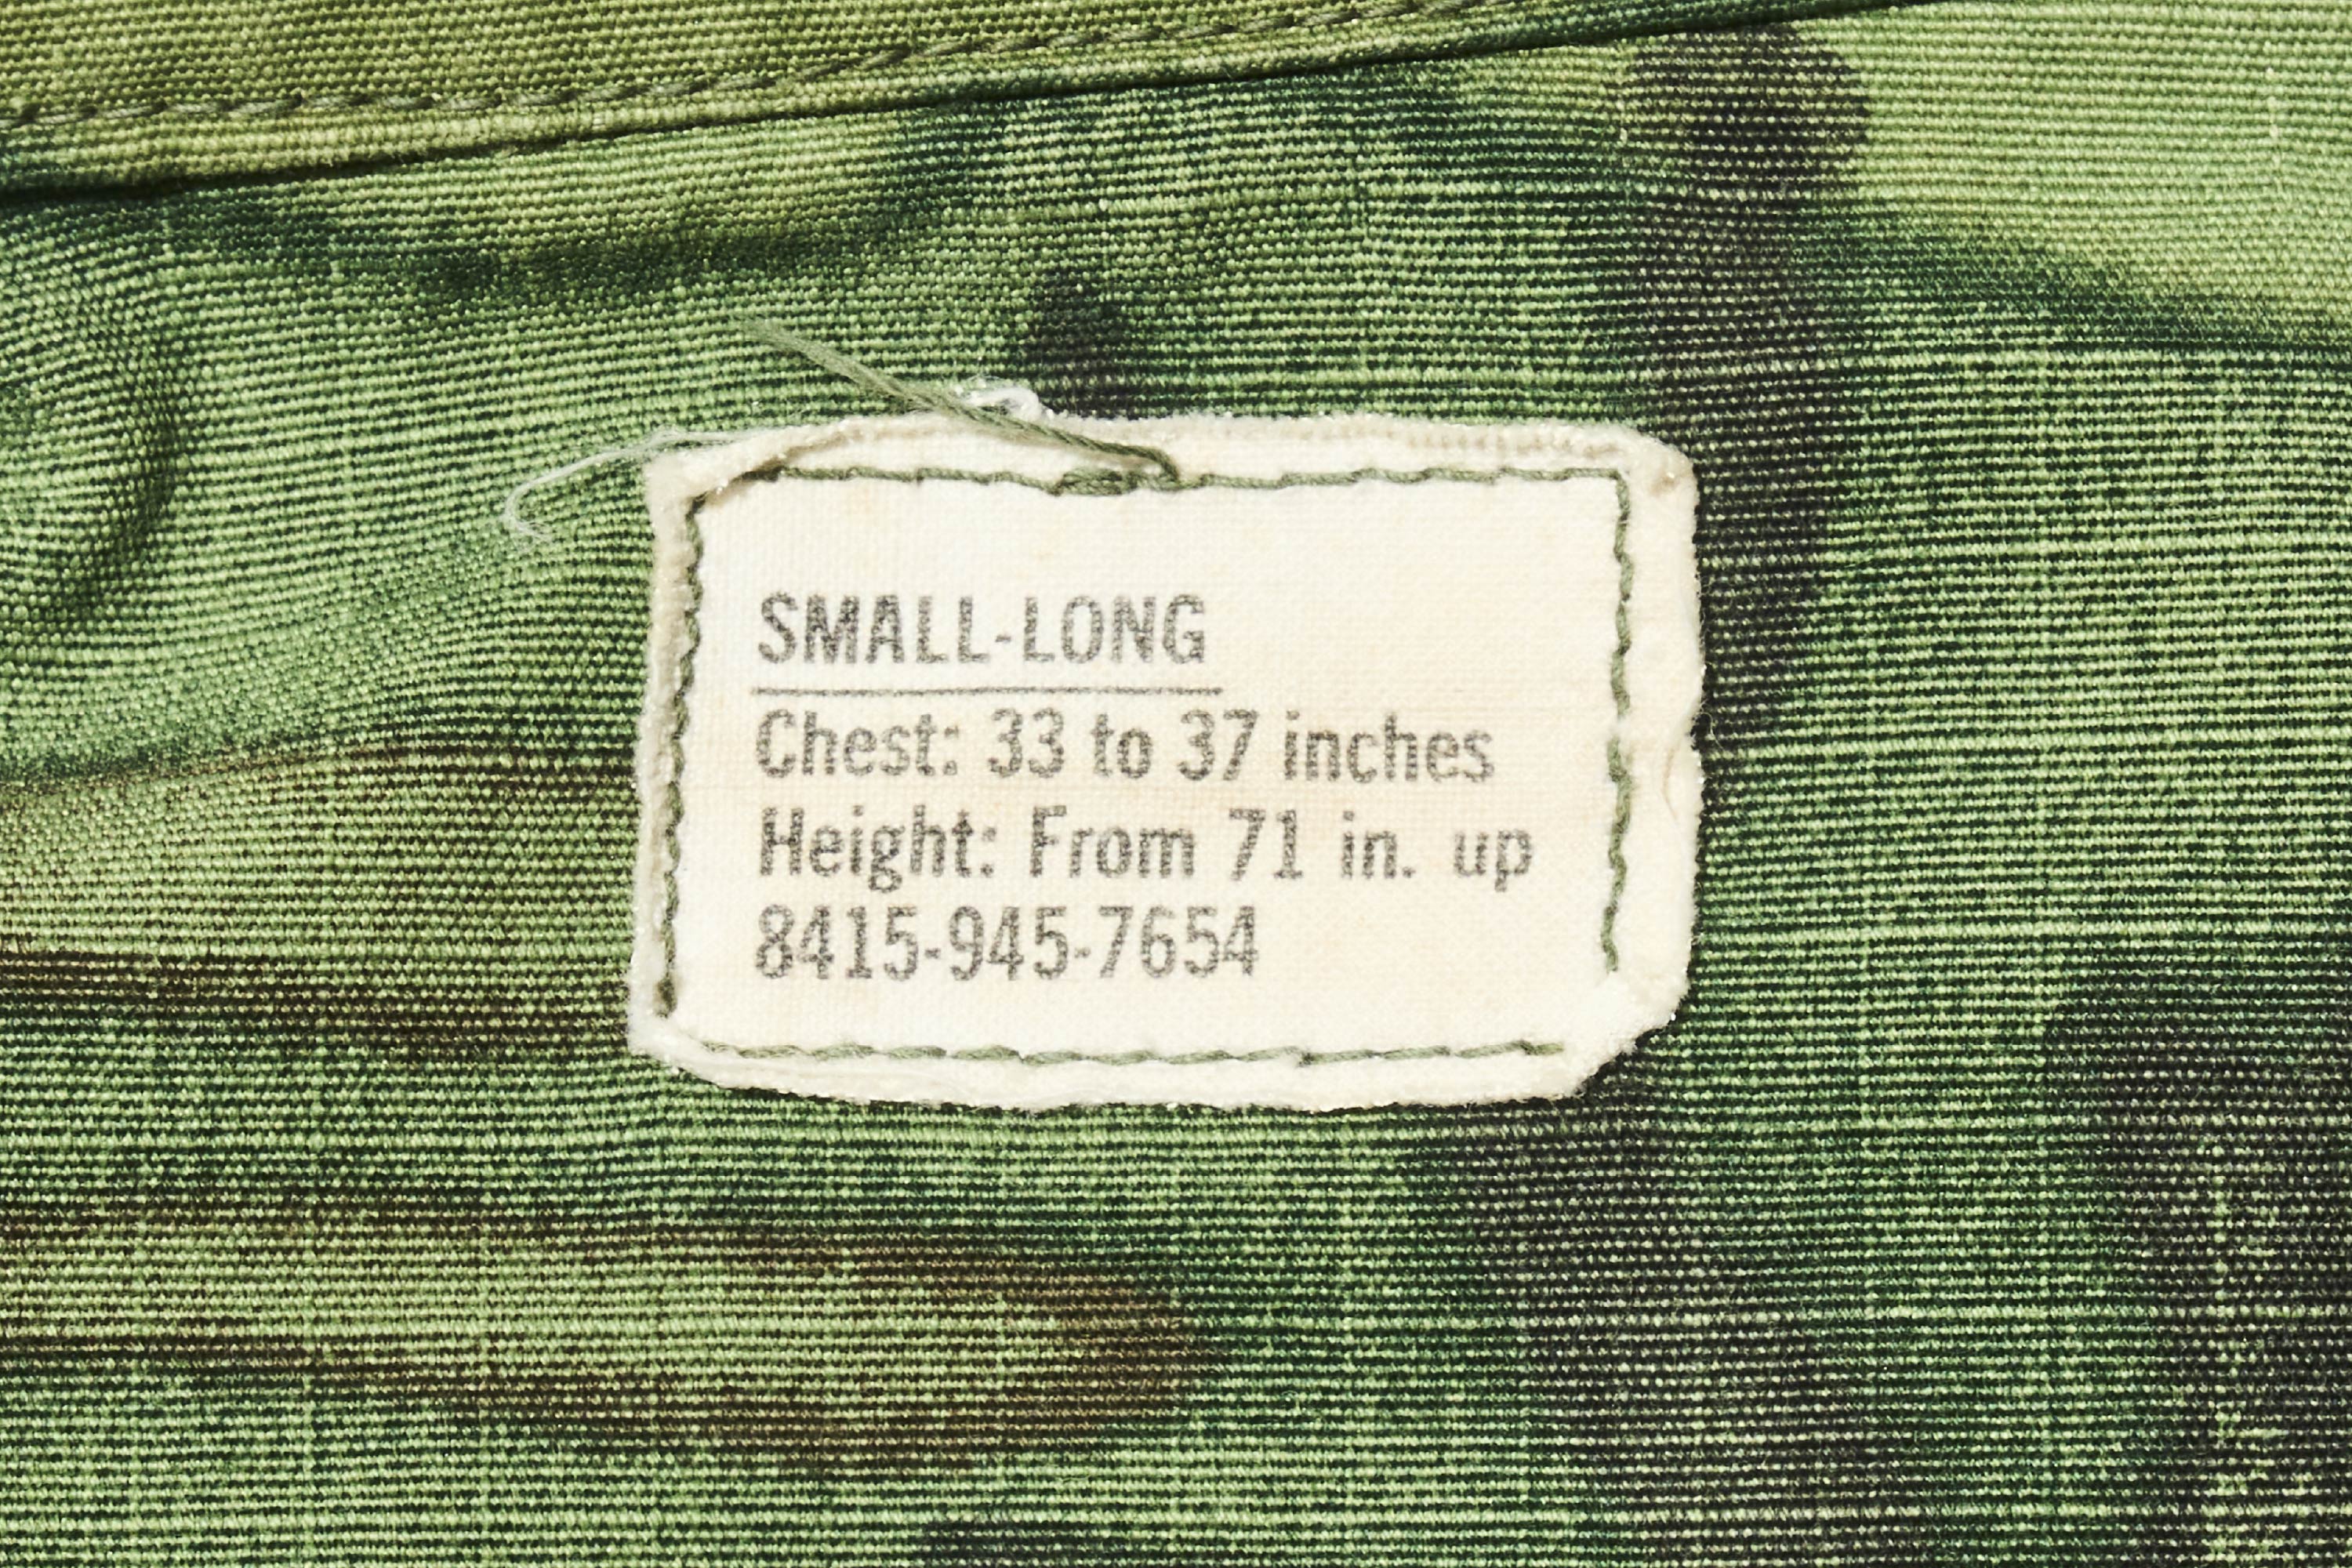 SMALL-LONG
Chest: 33 to 37 inches
Height: From 71 in. up
8415-945-7654